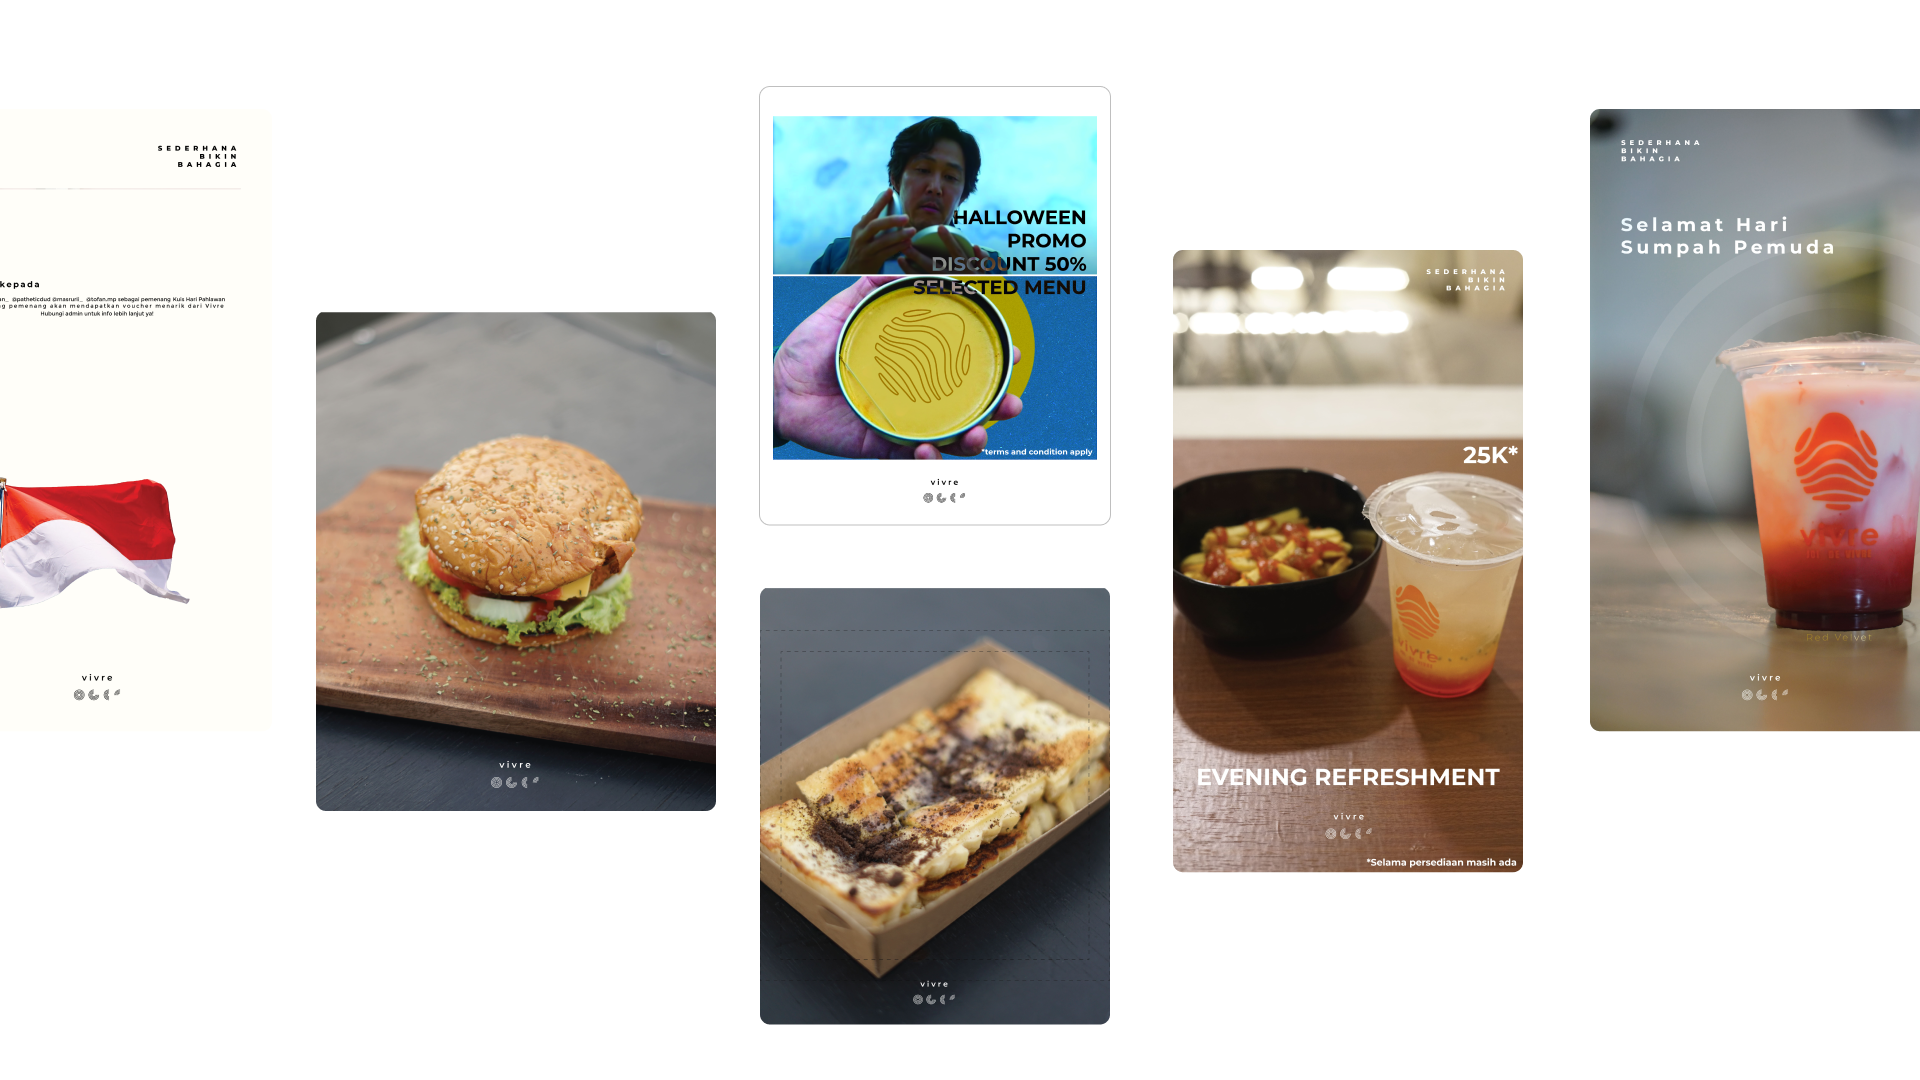 SEDERHANA
BIKIN
BAHAGIA
kepada
an_ @patheticdud @masrurii_ @tofan.mp sebagai pemenang Kuis Hari Pahlawan
g pemenang akan mendapatkan voucher menarik dari Vivre
Hubungi admin untuk info lebih lanjut ya!
vivre
vivre
HALLOWEEN
PROMO
DISCOUNT 50%
SELECTED MENU
*terms and condition apply
vivre
vivre
SEDERHANA
BIKIN
BAHAGIA
25K*
vivre
EVENING REFRESHMENT
vivre
*Selama persediaan masih ada
SEDERHANA
BIKIN
BAHAGIA
Selamat Hari
Sumpah Pemuda
vivre
Red Velvet
vivre